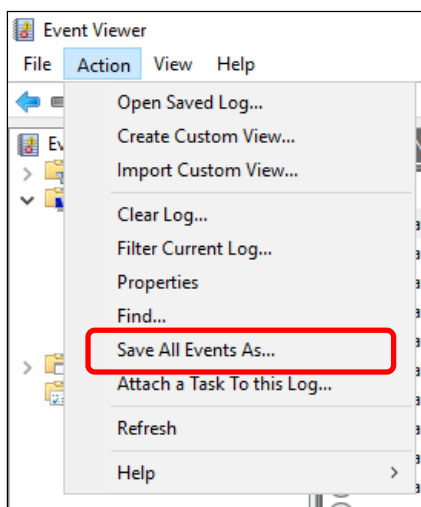 Event Viewer
File Action View Help
Open Saved Log...
Ev
Create Custom View...
Import Custom View...
Clear Log...
Filter Current Log...
Properties
Find...
Save All Events As...
Attach a Task To this Log...
Refresh
Help